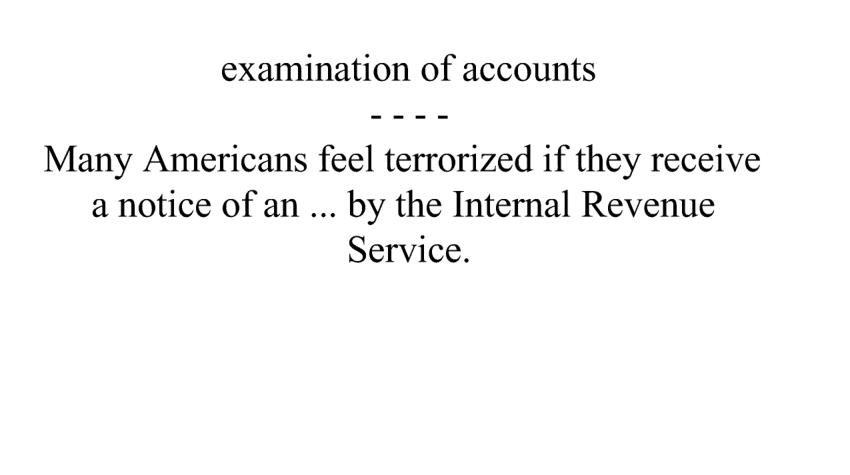 examination of accounts
- - - -
Many Americans feel terrorized if they receive
a notice of an ... by the Internal Revenue
Service.